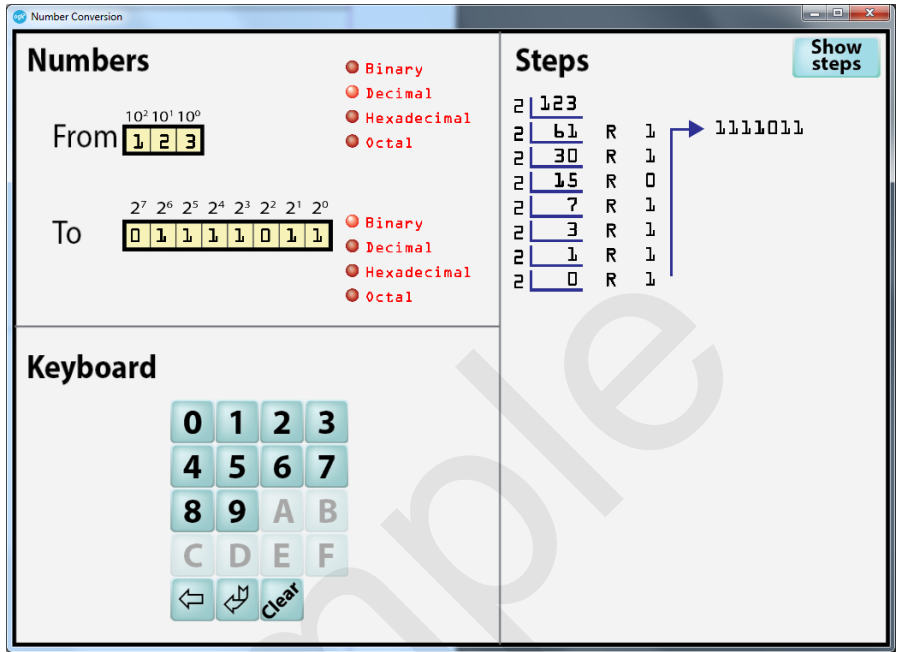 Number Conversion
Numbers
Binary
Decimal
Hexadecimal
Octal
10² 10¹ 10⁰
From 1 2 3
2⁷ 2⁶ 2⁵ 2⁴ 2³ 2² 2¹ 2⁰
To 0 1 1 1 1 0 1 1
Binary
Decimal
Hexadecimal
Octal
Keyboard
0 1 2 3
4 5 6 7
8 9 A B
C D E F
Clear
Steps
Show
steps
2 123
2 61 R 1 1111011
2 30 R 1
2 15 R 0
2 7 R 1
2 3 R 1
2 1 R 1
2 0 R 1
mple